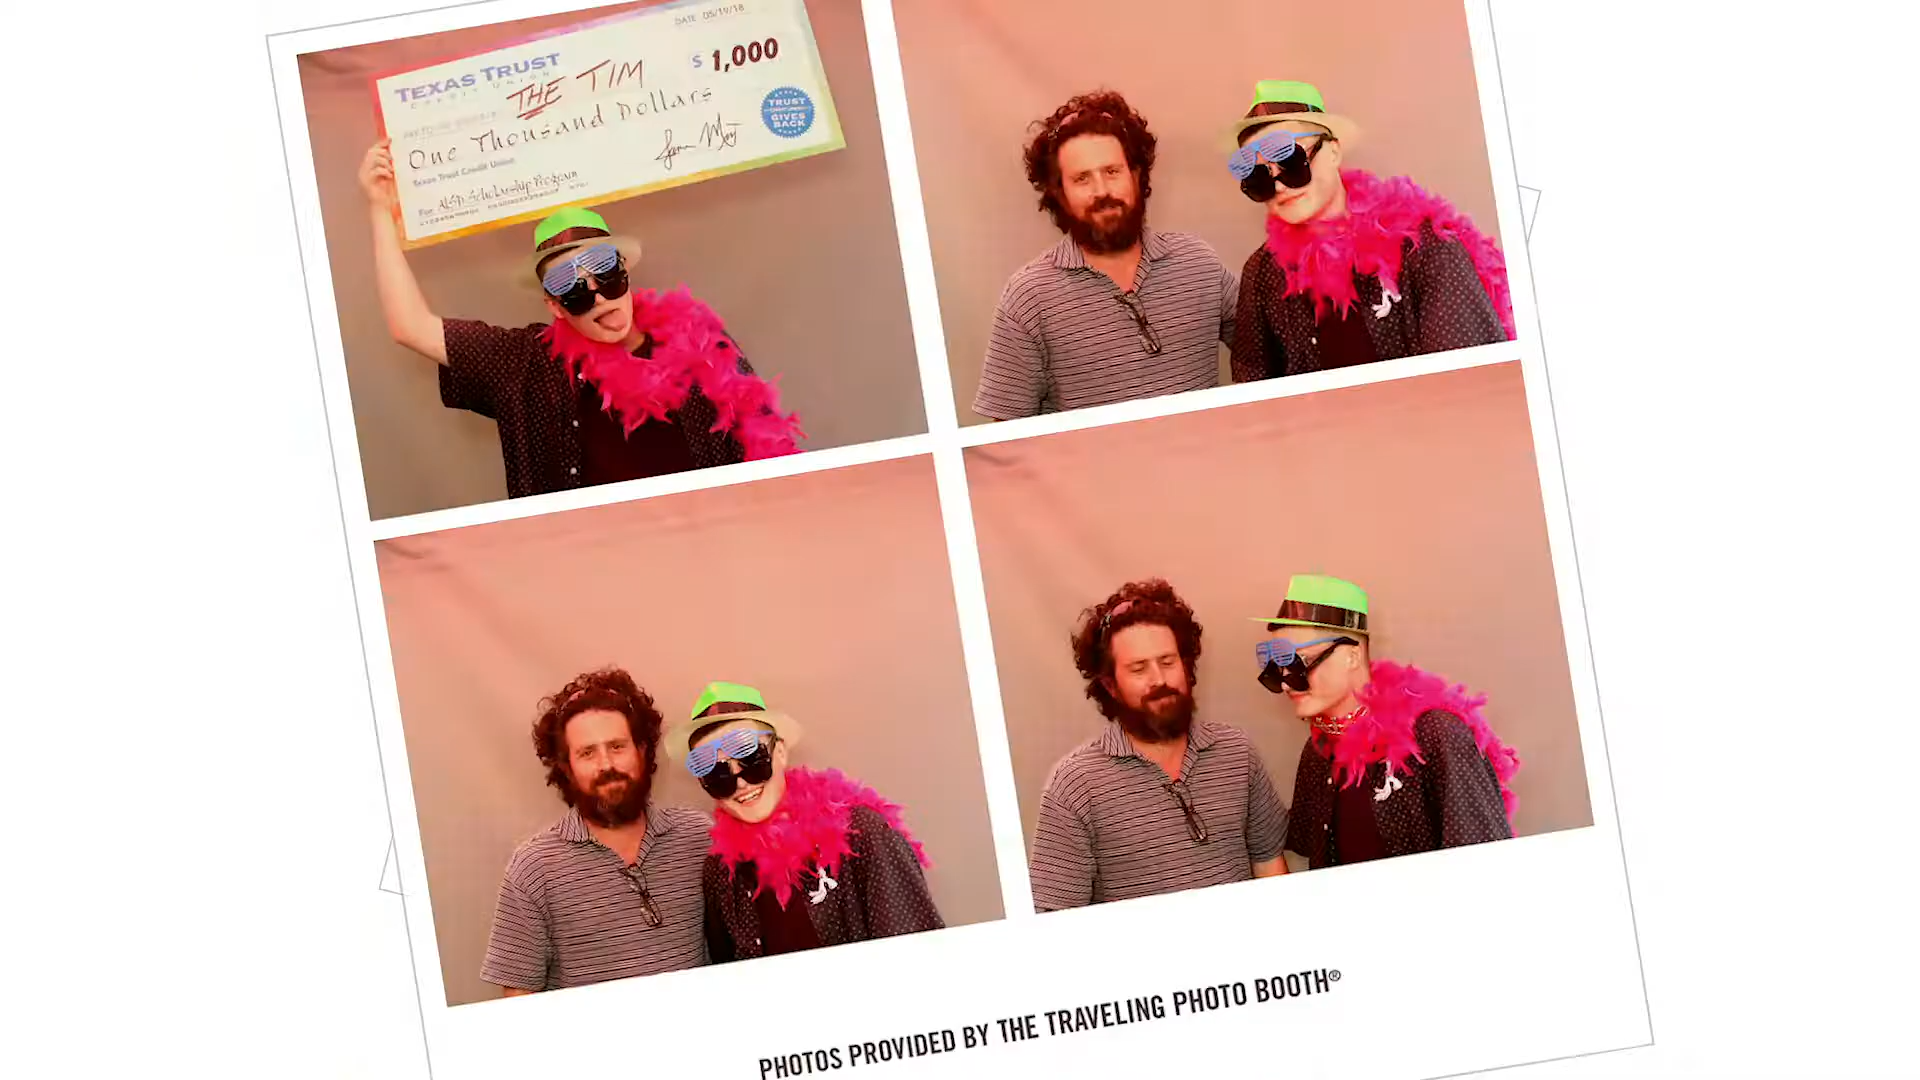 DATE 05/19/18
TEXAS TRUST
CREDIT UNION
THE TIM
$ 1,000
One Thousand Dollars
TRUST
GIVES
BACK
Texas Trust Credit Union
For AISD Scholarship Program
PHOTOS PROVIDED BY THE TRAVELING PHOTO BOOTH®